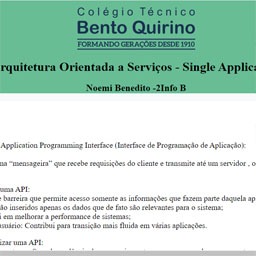 Colégio Técnico
Bento Quirino
FORMANDO GERAÇÕES DESDE 1910
rquitetura Orientada a Serviços - Single Applica
Noemi Benedito -2Info B
Application Programming Interface (Interface de Programação de Aplicação):
ma “mensageira” que recebe requisições do cliente e transmite até um servidor , o
uma API:
e barreira que permite acesso somente as informações que fazem parte daquela ap
ão inseridos apenas os dados que de fato são relevantes para o sistema;
i em melhorar a performance de sistemas;
suário: Contribui para transição mais fluida em várias aplicações.
izar uma API: